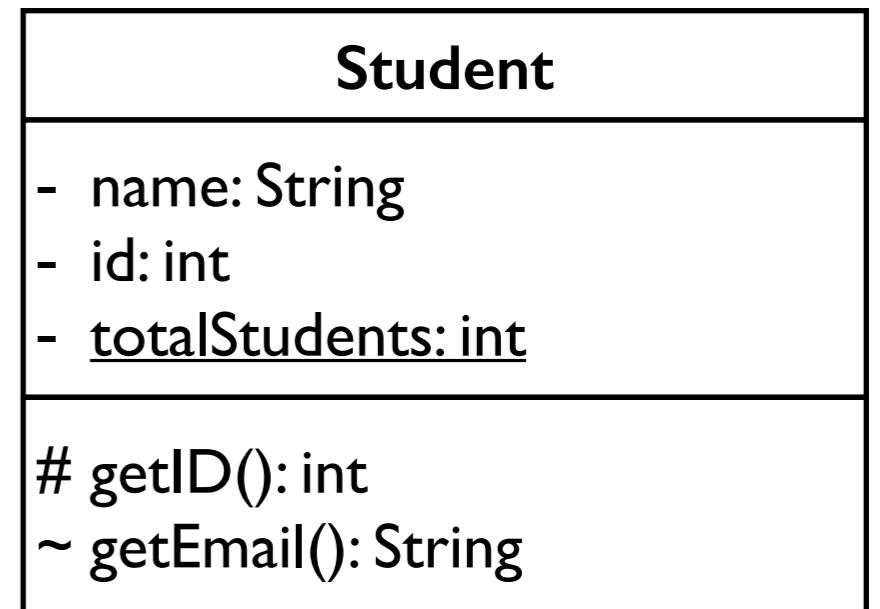 Student
- name: String
- id: int
- totalStudents: int
# getID(): int
~ getEmail(): String